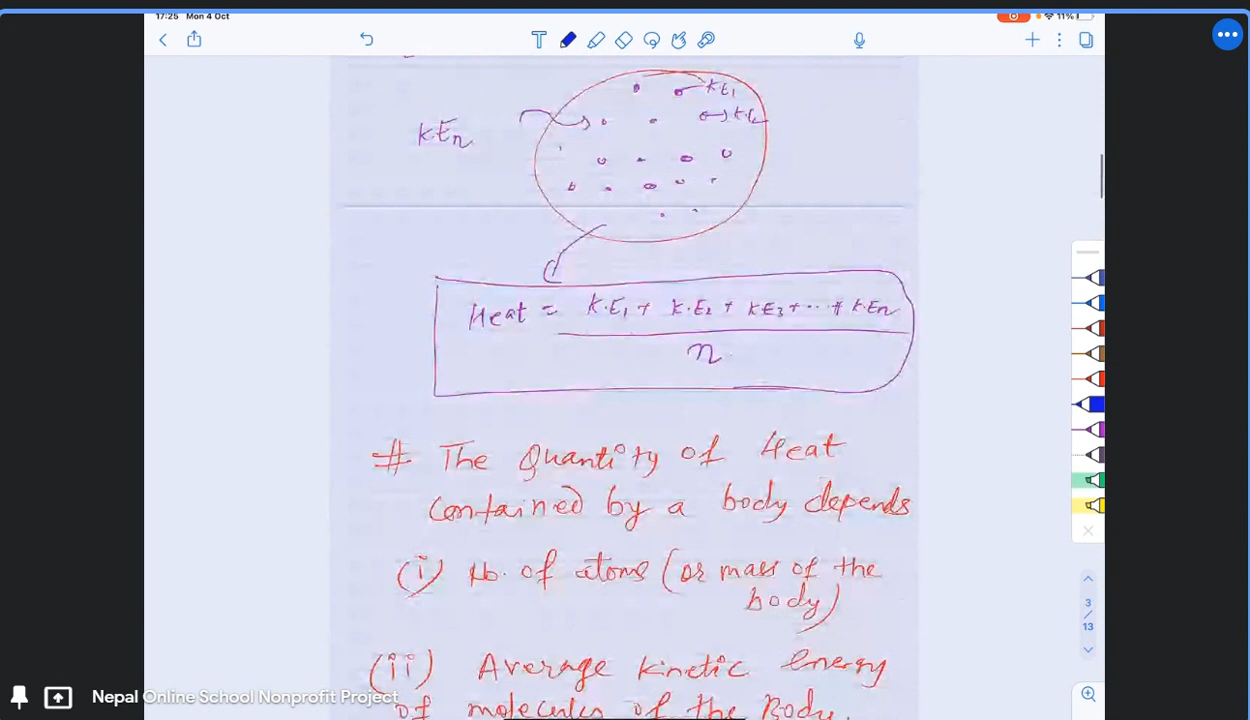 17:25 Mon 4 Oct
11%
K.E1
K.E2
K.En
Heat = K.E1 + K.E2 + K.E3 + ... + K.En
n
# The Quantity of Heat
contained by a body depends
(i) No. of atoms (or mass of the
body)
(ii) Average kinetic energy
of molecules of the Body.
3
/
13
Nepal Online School Nonprofit Project